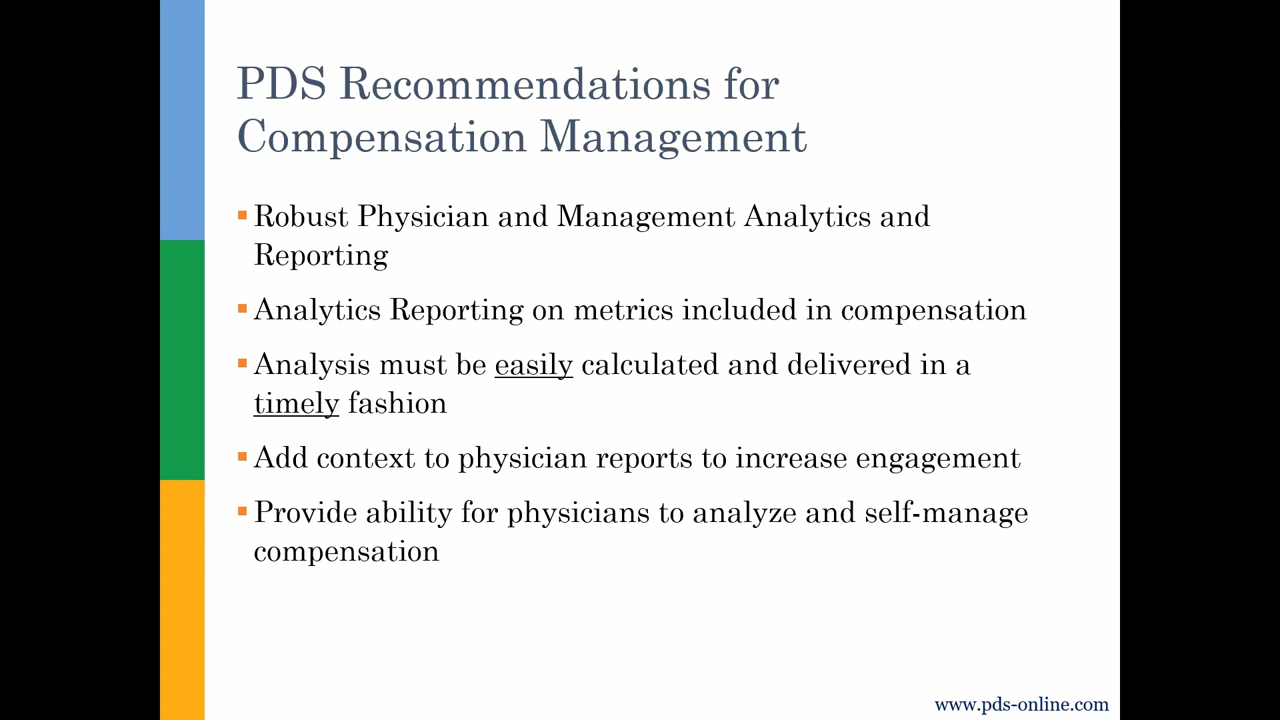 PDS Recommendations for
Compensation Management
Robust Physician and Management Analytics and
Reporting
Analytics Reporting on metrics included in compensation
Analysis must be easily calculated and delivered in a
timely fashion
Add context to physician reports to increase engagement
Provide ability for physicians to analyze and self-manage
compensation
www.pds-online.com